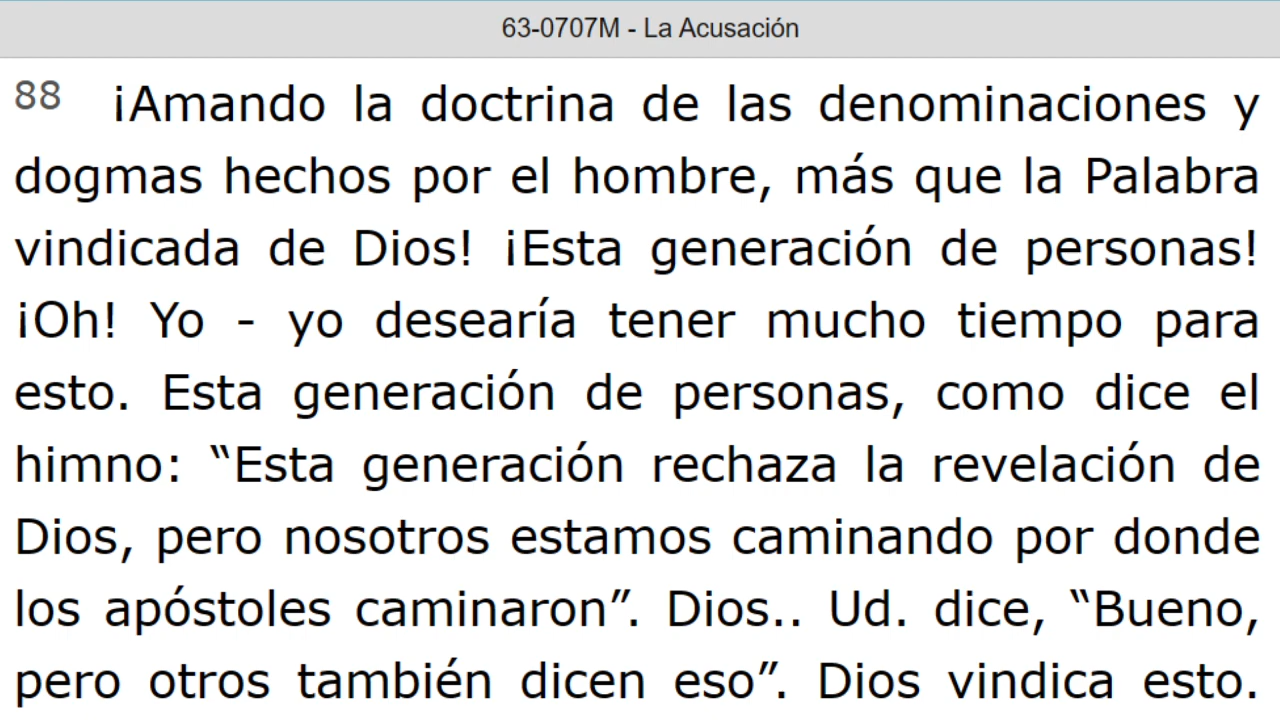 63-0707M - La Acusación
88 ¡Amando la doctrina de las denominaciones y
dogmas hechos por el hombre, más que la Palabra
vindicada de Dios! ¡Esta generación de personas!
¡Oh! Yo - yo desearía tener mucho tiempo para
esto. Esta generación de personas, como dice el
himno: “Esta generación rechaza la revelación de
Dios, pero nosotros estamos caminando por donde
los apóstoles caminaron”. Dios.. Ud. dice, “Bueno,
pero otros también dicen eso”. Dios vindica esto.